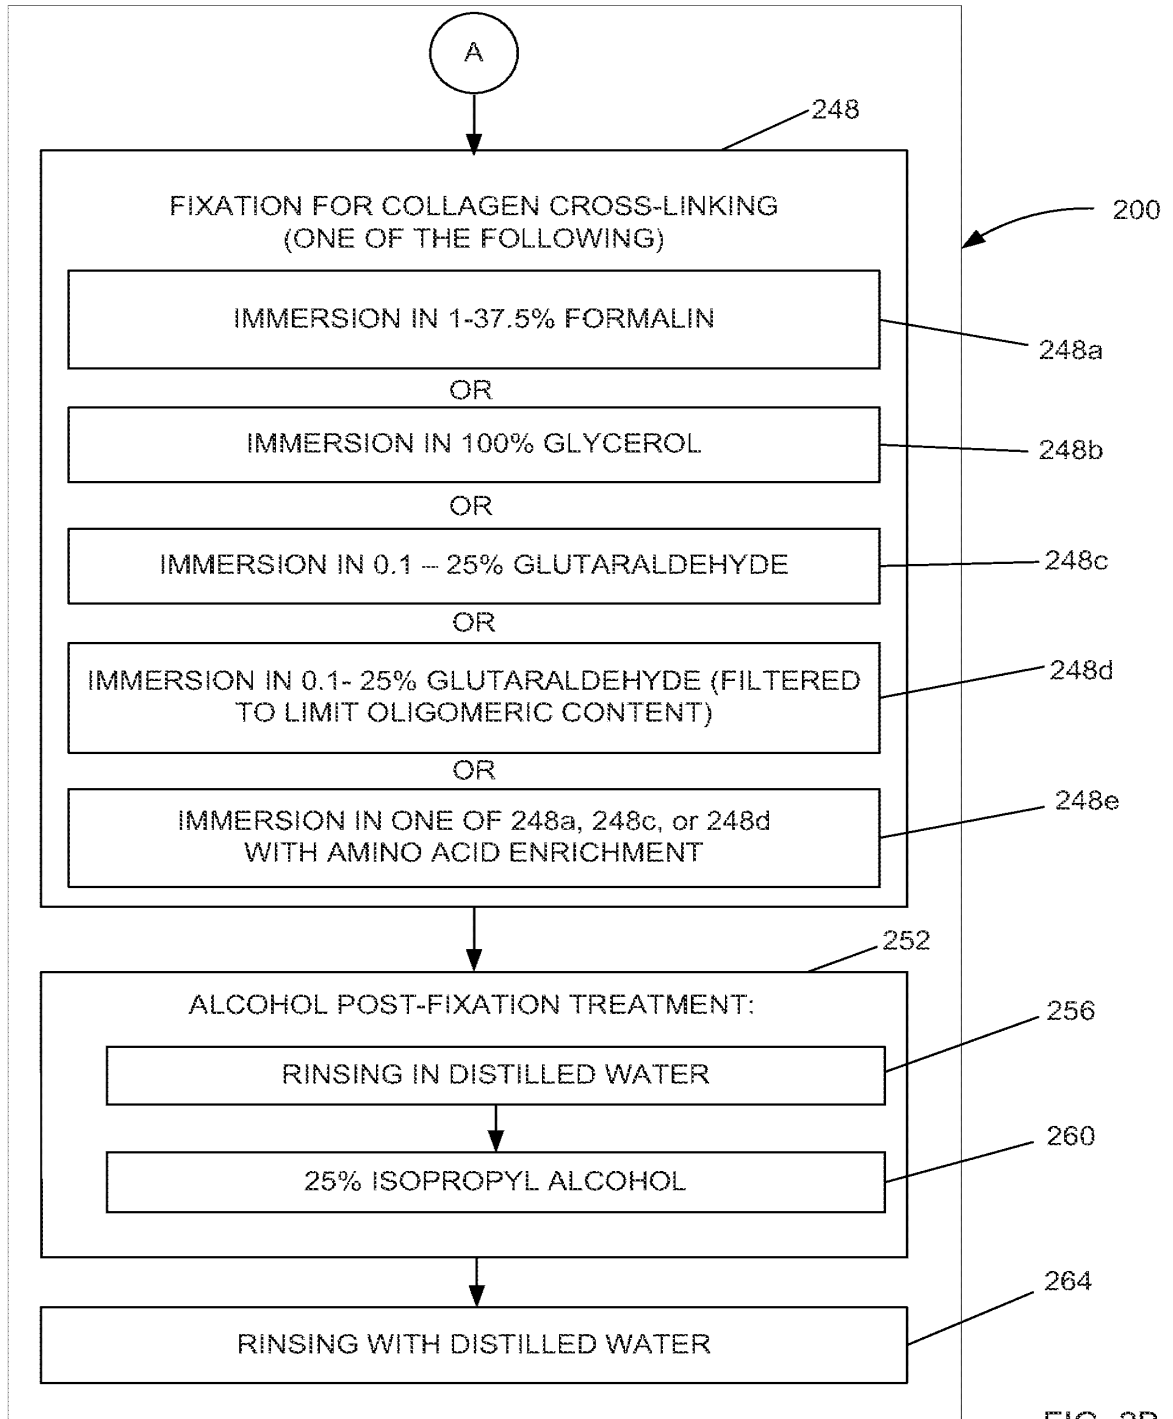 A
248
FIXATION FOR COLLAGEN CROSS-LINKING
(ONE OF THE FOLLOWING)
200
IMMERSION IN 1-37.5% FORMALIN
248a
OR
IMMERSION IN 100% GLYCEROL
248b
OR
IMMERSION IN 0.1 – 25% GLUTARALDEHYDE
248c
OR
IMMERSION IN 0.1- 25% GLUTARALDEHYDE (FILTERED
TO LIMIT OLIGOMERIC CONTENT)
248d
OR
IMMERSION IN ONE OF 248a, 248c, or 248d
WITH AMINO ACID ENRICHMENT
248e
252
ALCOHOL POST-FIXATION TREATMENT:
256
RINSING IN DISTILLED WATER
260
25% ISOPROPYL ALCOHOL
264
RINSING WITH DISTILLED WATER
FIG.